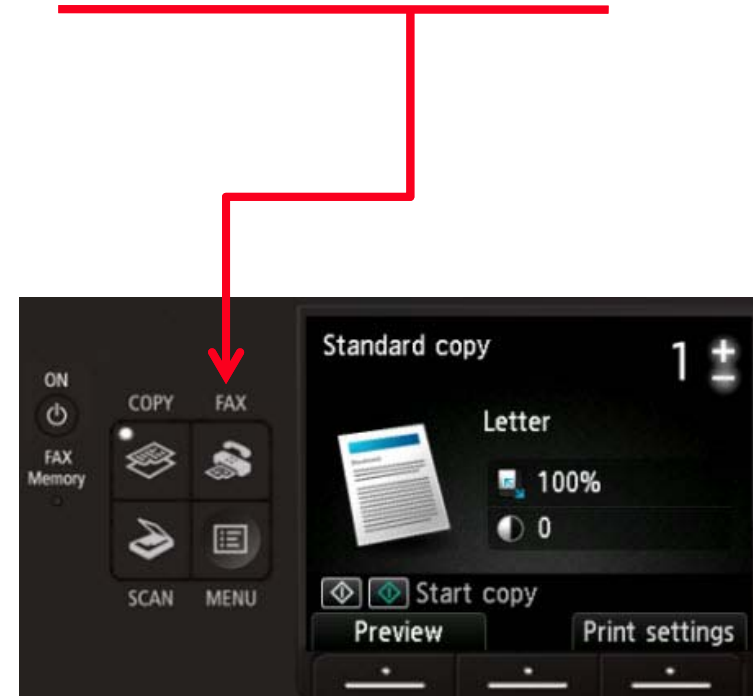 ON
FAX
Memory
COPY FAX
SCAN MENU
Standard copy
1
Letter
100%
0
Start copy
Preview Print settings